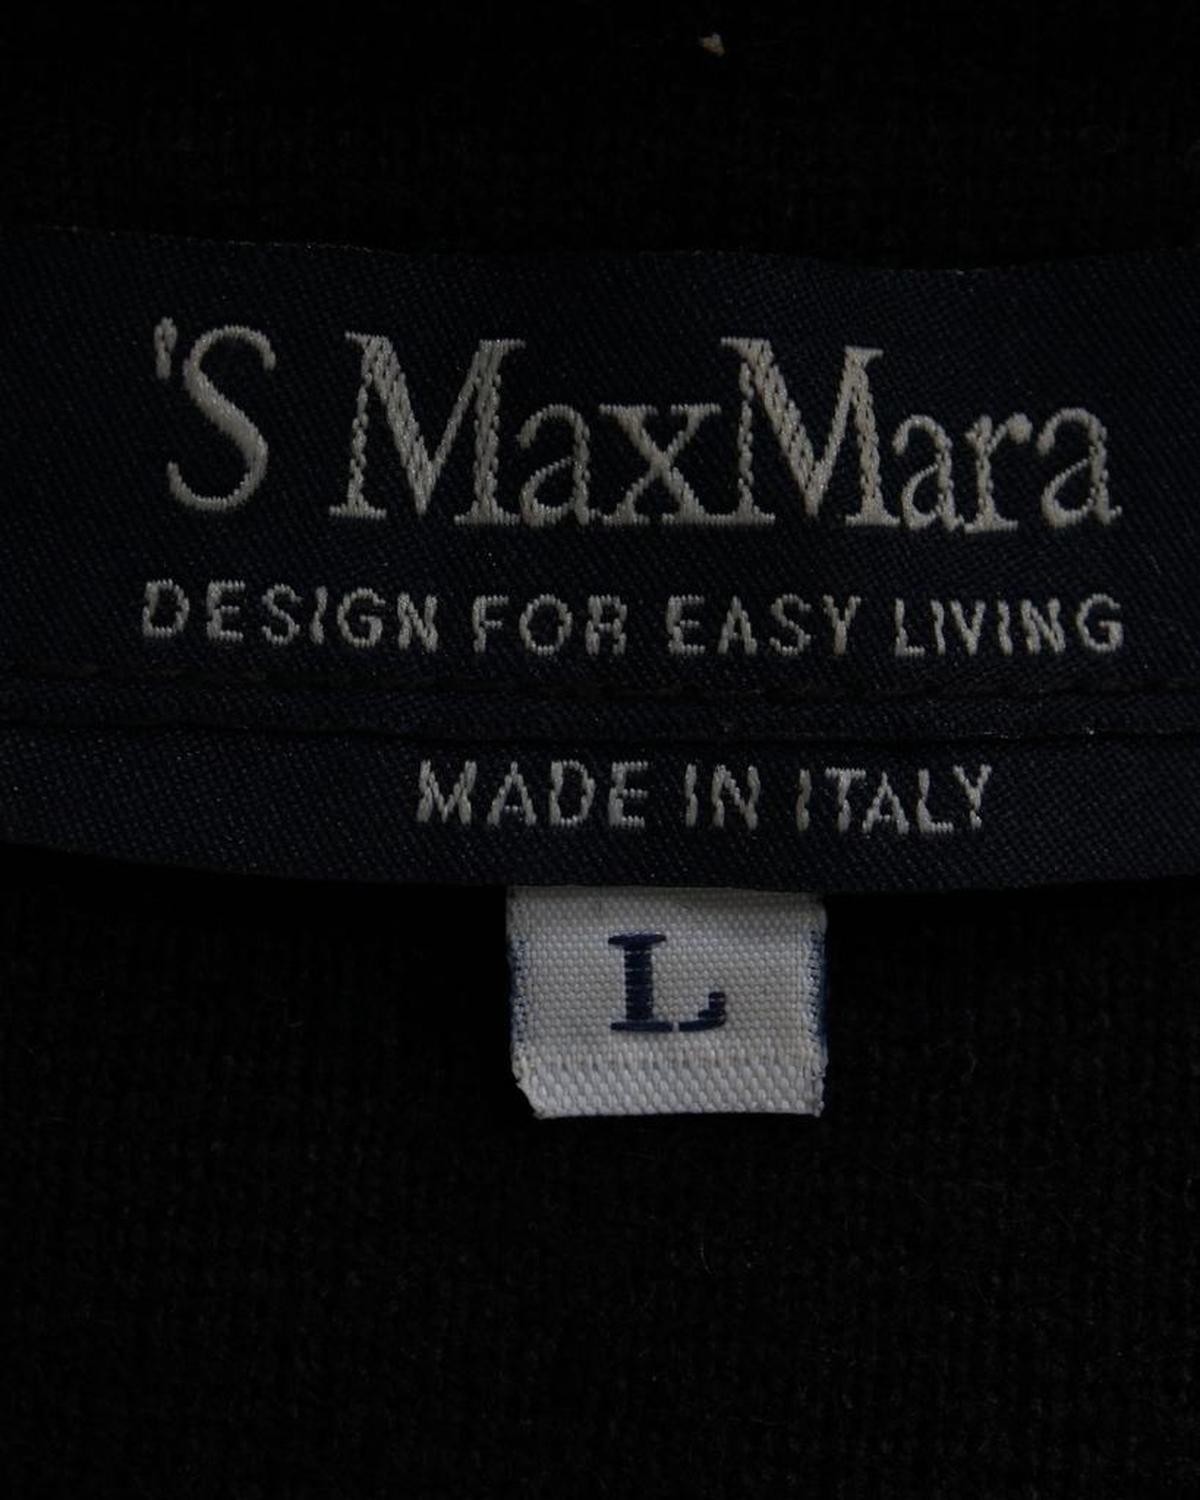 'S MaxMara
DESIGN FOR EASY LIVING
MADE IN ITALY
L